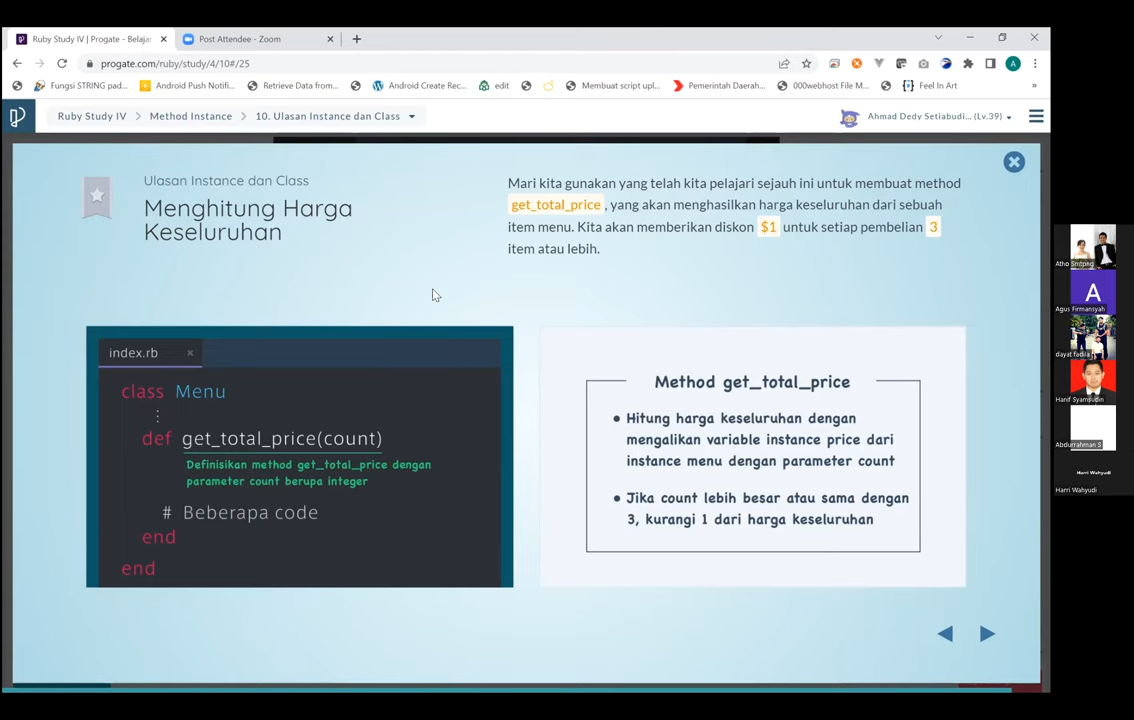 Ruby Study IV | Progate - Belajar
Post Attendee - Zoom
progate.com/ruby/study/4/10#/25
Fungsi STRING pad...
Android Push Notifi...
Retrieve Data from...
Android Create Rec...
edit
Membuat script upl...
Pemerintah Daerah...
000webhost File M...
Feel In Art
»
Ruby Study IV
Method Instance
10. Ulasan Instance dan Class
Ahmad Dedy Setiabudi... (Lv.39)
Ulasan Instance dan Class
Menghitung Harga
Keseluruhan
Mari kita gunakan yang telah kita pelajari sejauh ini untuk membuat method
get_total_price, yang akan menghasilkan harga keseluruhan dari sebuah
item menu. Kita akan memberikan diskon $1 untuk setiap pembelian 3
item atau lebih.
index.rb ×
class Menu
⋮
def get_total_price(count)
Definisikan method get_total_price dengan
parameter count berupa integer
# Beberapa code
end
end
Method get_total_price
• Hitung harga keseluruhan dengan
mengalikan variable instance price dari
instance menu dengan parameter count
• Jika count lebih besar atau sama dengan
3, kurangi 1 dari harga keseluruhan
A
Agus Firmansyah
dayat fadila
Hanif Syamsudin
Abdurrahman S
Harri Wahyudi
Harri Wahyudi